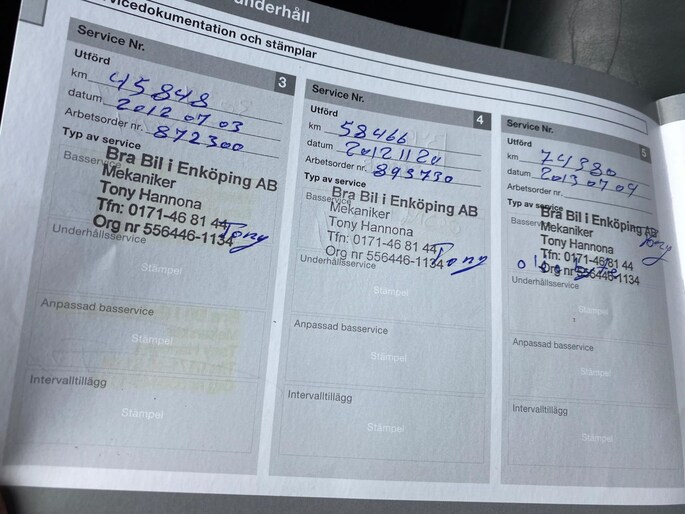 underhåll
vicedokumentation och stämplar
Service Nr. 3
Utförd
km 45848
datum 2012 07 03
Arbetsorder nr. 872300
Typ av service
Basservice
Bra Bil i Enköping AB
Mekaniker
Tony Hannona
Tfn: 0171-46 81 44 Tony
Org nr 556446-1134
Underhållsservice
Stämpel
Anpassad basservice
Stämpel
Intervalltillägg
Stämpel
Service Nr. 4
Utförd
km 58466
datum 20121120
Arbetsorder nr. 893730
Typ av service
Bra Bil i Enköping AB
Mekaniker
Tony Hannona
Tfn: 0171-46 81 44
Org nr 556446-1134 Tony
Underhållsservice
Stämpel
Anpassad basservice
Stämpel
Intervalltillägg
Stämpel
Service Nr. 5
Utförd
km 74380
datum 20130704
Arbetsorder nr.
Typ av service
Bra Bil i Enköping AB
Mekaniker Tony
Tony Hannona
Tfn: 0171-46 81 44
Org nr 556446-1134
Underhållsservice
Stämpel
Anpassad basservice
Stämpel
Intervalltillägg
Stämpel